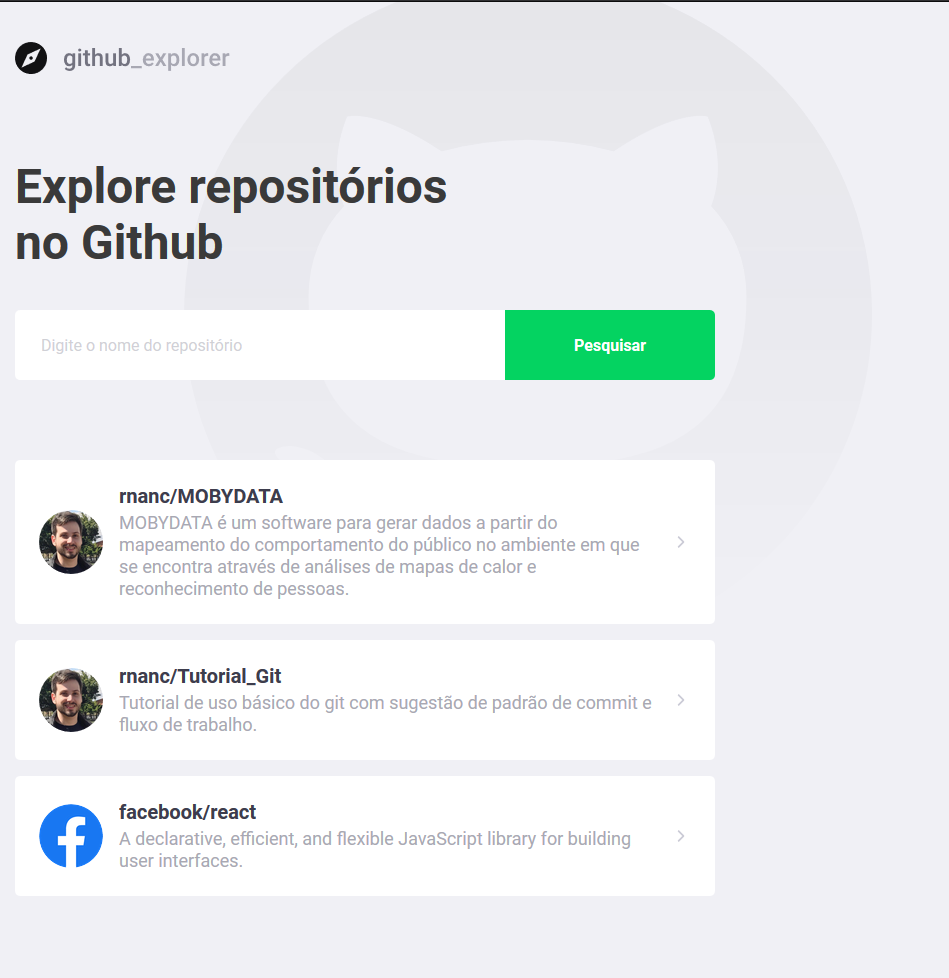 github_explorer
Explore repositórios
no Github
Digite o nome do repositório
Pesquisar
rnanc/MOBYDATA
MOBYDATA é um software para gerar dados a partir do
mapeamento do comportamento do público no ambiente em que
se encontra através de análises de mapas de calor e
reconhecimento de pessoas.
rnanc/Tutorial_Git
Tutorial de uso básico do git com sugestão de padrão de commit e
fluxo de trabalho.
facebook/react
A declarative, efficient, and flexible JavaScript library for building
user interfaces.